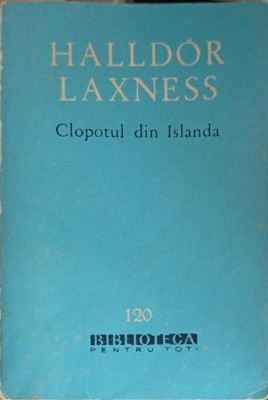 HALLDÓR
LAXNESS
Clopotul din Islanda
120
BIBLIOTECA
PENTRU TOȚI